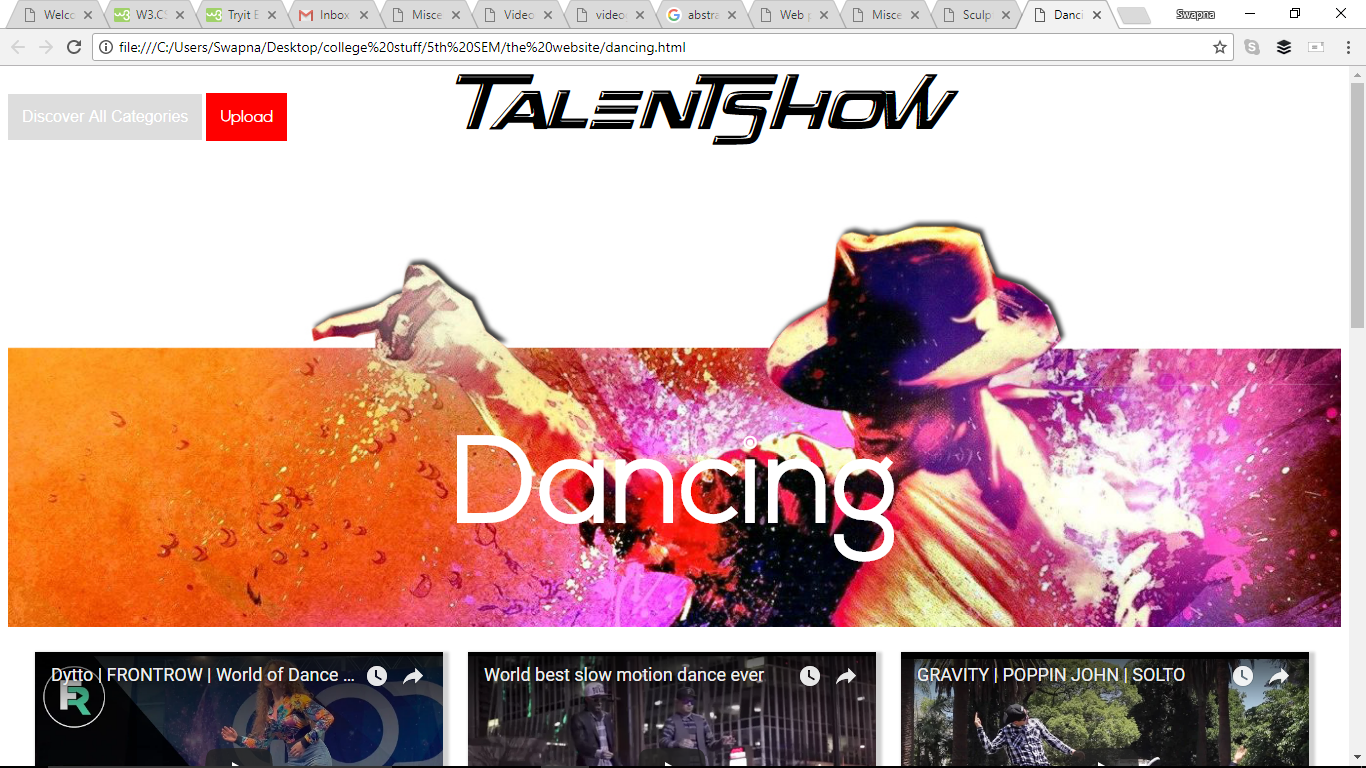 Welco W3.CS Tryit E Inbox Misce Video video abstra Web p Misce Sculp Danci Swapna
file:///C:/Users/Swapna/Desktop/college%20stuff/5th%20SEM/the%20website/dancing.html
TALENTSHOW
Discover All Categories Upload
Dancing
Dytto | FRONTROW | World of Dance ... World best slow motion dance ever GRAVITY | POPPIN JOHN | SOLTO
FR